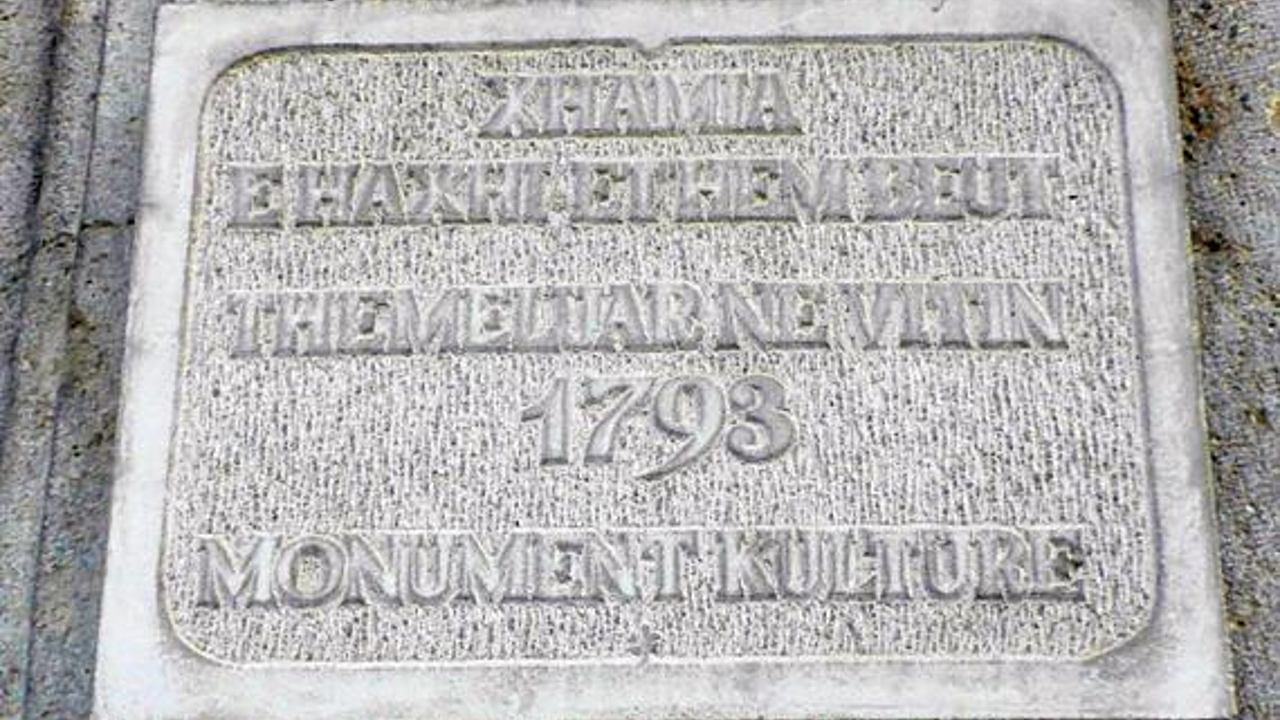 XHAMIA
E HAXHI ETHEM BEUT
THEMELUAR NE VITIN
1793
MONUMENT KULTURE